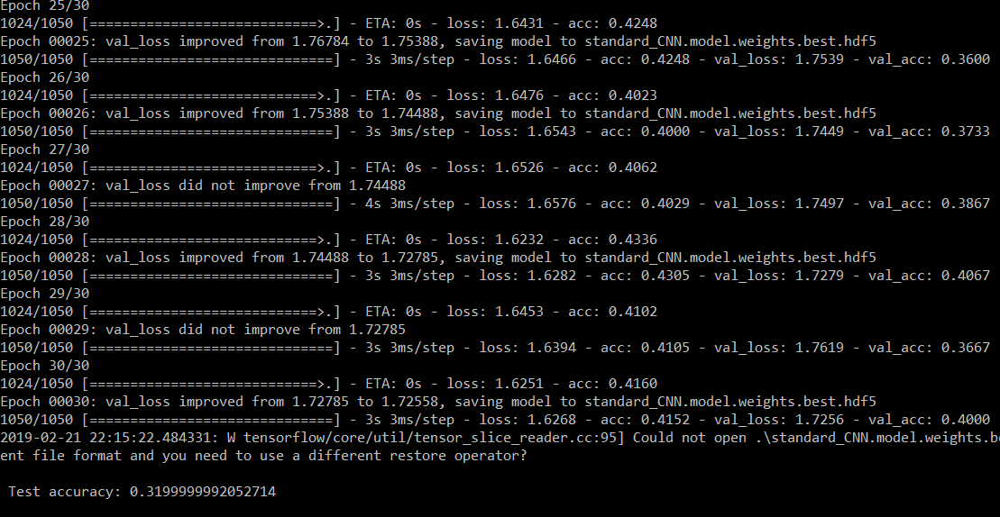 Epoch 25/30
1024/1050 [============================>.] - ETA: 0s - loss: 1.6431 - acc: 0.4248
Epoch 00025: val_loss improved from 1.76784 to 1.75388, saving model to standard_CNN.model.weights.best.hdf5
1050/1050 [==============================] - 3s 3ms/step - loss: 1.6466 - acc: 0.4248 - val_loss: 1.7539 - val_acc: 0.3600
Epoch 26/30
1024/1050 [============================>.] - ETA: 0s - loss: 1.6476 - acc: 0.4023
Epoch 00026: val_loss improved from 1.75388 to 1.74488, saving model to standard_CNN.model.weights.best.hdf5
1050/1050 [==============================] - 3s 3ms/step - loss: 1.6543 - acc: 0.4000 - val_loss: 1.7449 - val_acc: 0.3733
Epoch 27/30
1024/1050 [============================>.] - ETA: 0s - loss: 1.6526 - acc: 0.4062
Epoch 00027: val_loss did not improve from 1.74488
1050/1050 [==============================] - 4s 3ms/step - loss: 1.6576 - acc: 0.4029 - val_loss: 1.7497 - val_acc: 0.3867
Epoch 28/30
1024/1050 [============================>.] - ETA: 0s - loss: 1.6232 - acc: 0.4336
Epoch 00028: val_loss improved from 1.74488 to 1.72785, saving model to standard_CNN.model.weights.best.hdf5
1050/1050 [==============================] - 3s 3ms/step - loss: 1.6282 - acc: 0.4305 - val_loss: 1.7279 - val_acc: 0.4067
Epoch 29/30
1024/1050 [============================>.] - ETA: 0s - loss: 1.6453 - acc: 0.4102
Epoch 00029: val_loss did not improve from 1.72785
1050/1050 [==============================] - 3s 3ms/step - loss: 1.6394 - acc: 0.4105 - val_loss: 1.7619 - val_acc: 0.3667
Epoch 30/30
1024/1050 [============================>.] - ETA: 0s - loss: 1.6251 - acc: 0.4160
Epoch 00030: val_loss improved from 1.72785 to 1.72558, saving model to standard_CNN.model.weights.best.hdf5
1050/1050 [==============================] - 3s 3ms/step - loss: 1.6268 - acc: 0.4152 - val_loss: 1.7256 - val_acc: 0.4000
2019-02-21 22:15:22.484331: W tensorflow/core/util/tensor_slice_reader.cc:95] Could not open .\standard_CNN.model.weights.b
ent file format and you need to use a different restore operator?
Test accuracy: 0.3199999992052714